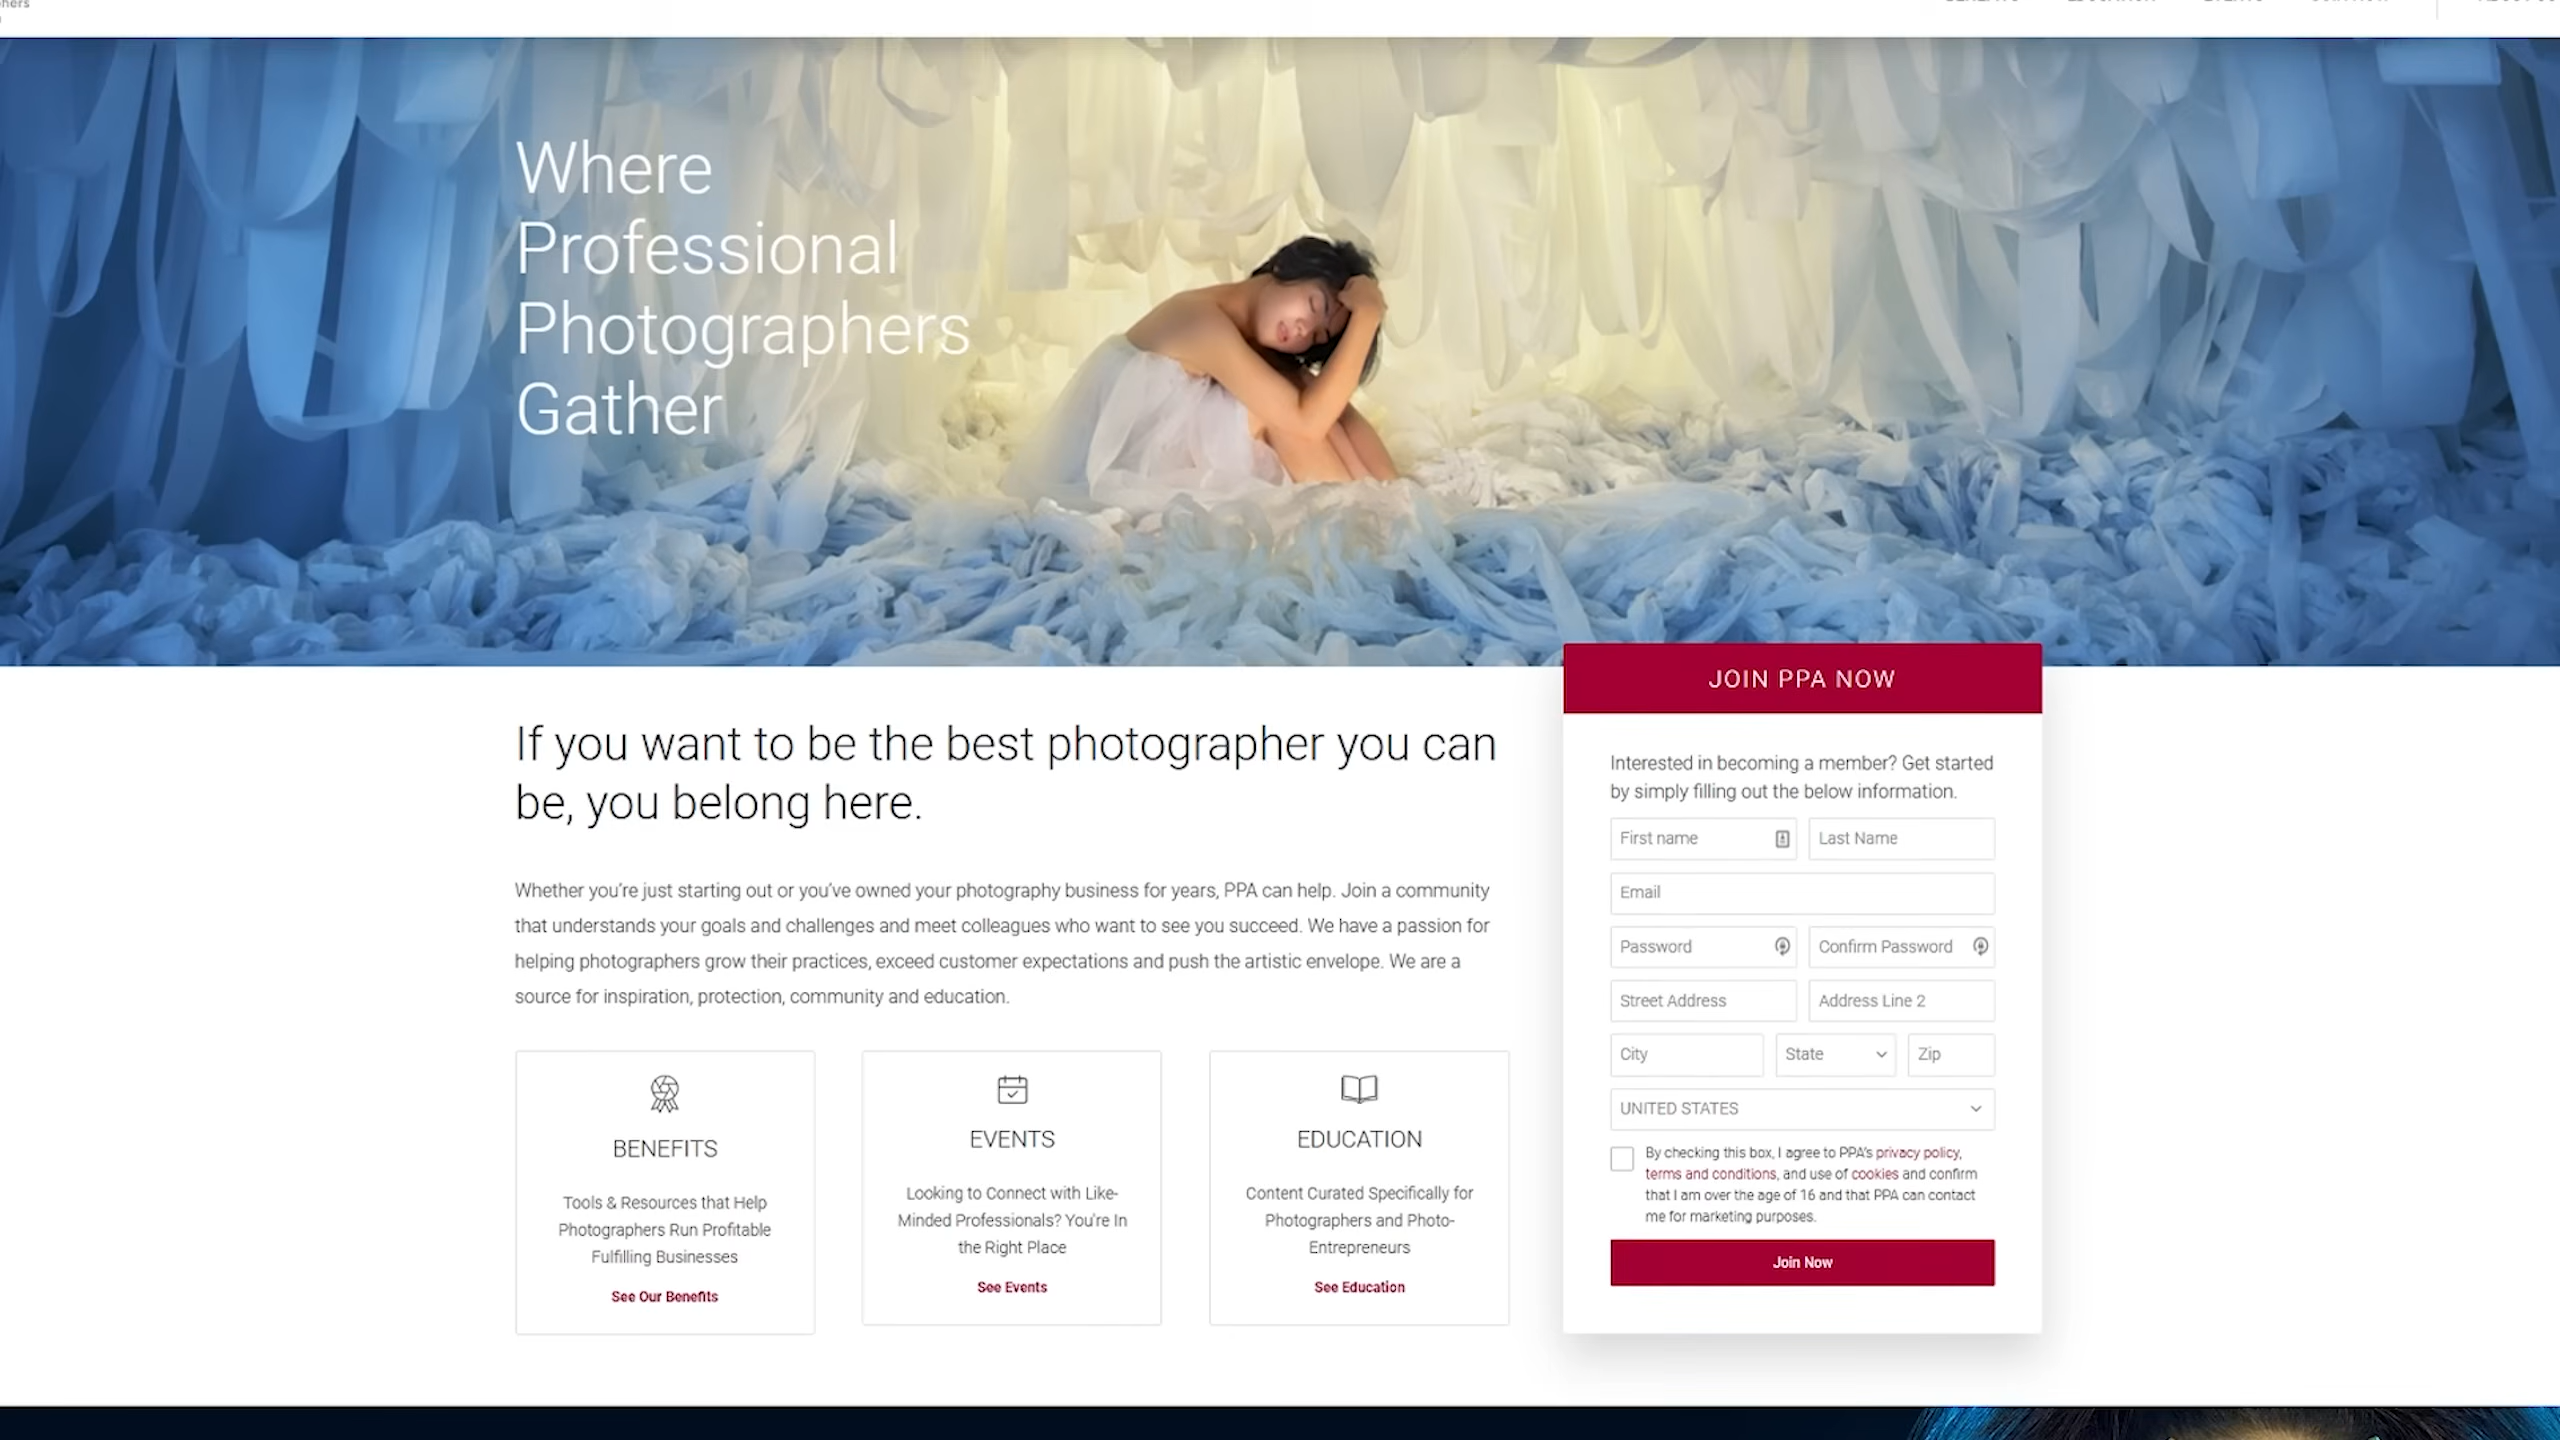 Where
Professional
Photographers
Gather
JOIN PPA NOW
If you want to be the best photographer you can
be, you belong here.
Interested in becoming a member? Get started
by simply filling out the below information.
First name
Last Name
Email
Password
Confirm Password
Street Address
Address Line 2
City
State
Zip
UNITED STATES
By checking this box, I agree to PPA's privacy policy,
terms and conditions, and use of cookies and confirm
that I am over the age of 16 and that PPA can contact
me for marketing purposes.
Join Now
Whether you're just starting out or you've owned your photography business for years, PPA can help. Join a community
that understands your goals and challenges and meet colleagues who want to see you succeed. We have a passion for
helping photographers grow their practices, exceed customer expectations and push the artistic envelope. We are a
source for inspiration, protection, community and education.
BENEFITS
Tools & Resources that Help
Photographers Run Profitable
Fulfilling Businesses
See Our Benefits
EVENTS
Looking to Connect with Like-
Minded Professionals? You're In
the Right Place
See Events
EDUCATION
Content Curated Specifically for
Photographers and Photo-
Entrepreneurs
See Education